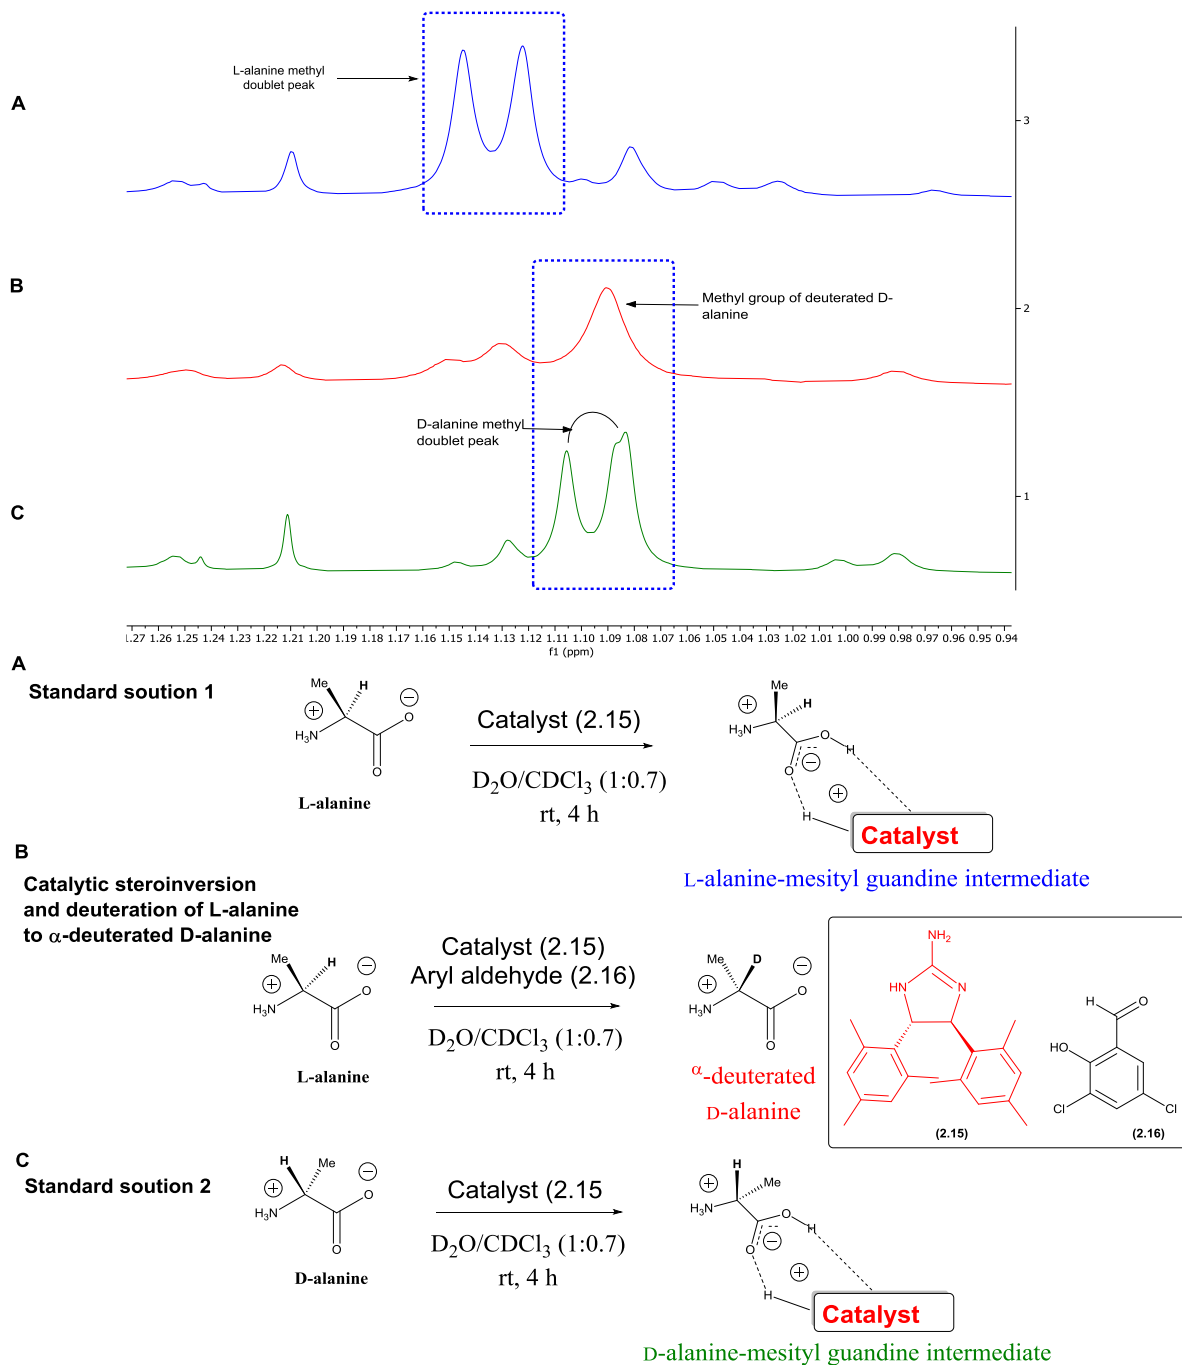 A
L-alanine methyl
doublet peak
3
B
Methyl group of deuterated D-
alanine
2
D-alanine methyl
doublet peak
1
C
1.27 1.26 1.25 1.24 1.23 1.22 1.21 1.20 1.19 1.18 1.17 1.16 1.15 1.14 1.13 1.12 1.11 1.10 1.09 1.08 1.07 1.06 1.05 1.04 1.03 1.02 1.01 1.00 0.99 0.98 0.97 0.96 0.95 0.94
f1 (ppm)
A
Standard soution 1
Me H
H3N + O −
O
L-alanine
Catalyst (2.15)
D2O/CDCl3 (1:0.7)
rt, 4 h
Me
H
H3N + O H
O −
+
H
Catalyst
L-alanine-mesityl guandine intermediate
B
Catalytic steroinversion
and deuteration of L-alanine
to α-deuterated D-alanine
Me H
H3N + O −
O
L-alanine
Catalyst (2.15)
Aryl aldehyde (2.16)
D2O/CDCl3 (1:0.7)
rt, 4 h
Me D
H3N + O −
O
α-deuterated
D-alanine
NH2
HN N
(2.15)
H O
HO
Cl Cl
(2.16)
C
Standard soution 2
H Me
H3N + O −
O
D-alanine
Catalyst (2.15
D2O/CDCl3 (1:0.7)
rt, 4 h
H
Me
H3N + O H
O −
+
H
Catalyst
D-alanine-mesityl guandine intermediate